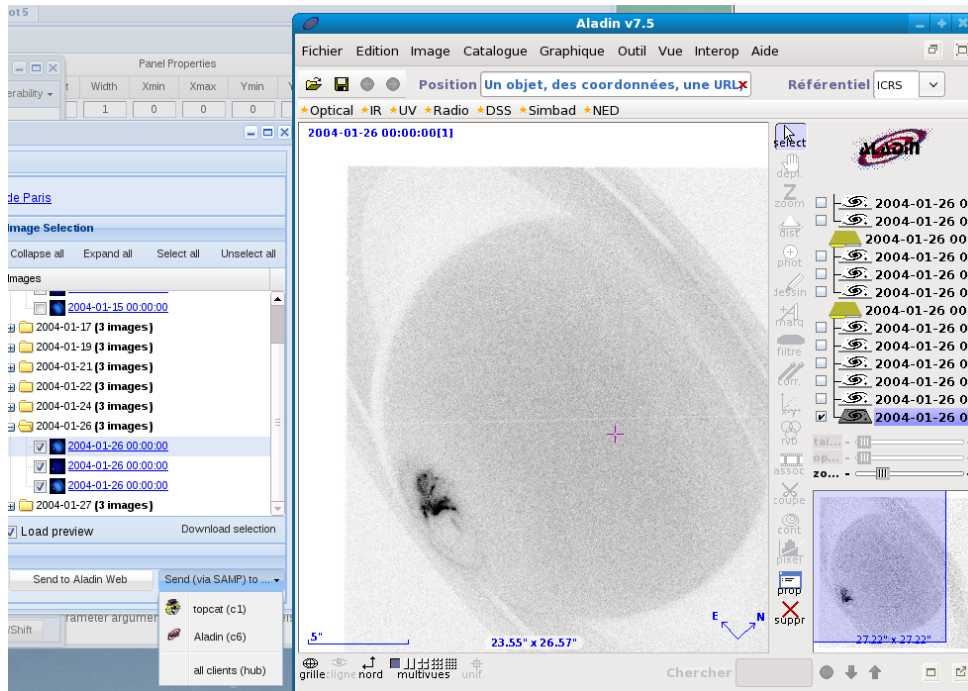 ot5
Panel Properties
Width Xmin Xmax Ymin
1 0 0 0
de Paris
Image Selection
Collapse all Expand all Select all Unselect all
Images
2004-01-15 00:00:00
2004-01-17 (3 images)
2004-01-19 (3 images)
2004-01-21 (3 images)
2004-01-22 (3 images)
2004-01-24 (3 images)
2004-01-26 (3 images)
2004-01-26 00:00:00
2004-01-26 00:00:00
2004-01-26 00:00:00
2004-01-27 (3 images)
Load preview Download selection
Send to Aladin Web Send (via SAMP) to ...
/Shift
topcat (c1)
Aladin (c6)
all clients (hub)
Aladin v7.5
Fichier Edition Image Catalogue Graphique Outil Vue Interop Aide
Position Un objet, des coordonnées, une URL Référentiel ICRS
Optical IR UV Radio DSS Simbad NED
2004-01-26 00:00:00[1]
5"
23.55" x 26.57"
E N
select
dépl.
zoom
dist
phot
dessin
marq
filtre
corr.
rvb
assoc
coupe
cont
pixel
prop
suppr
ALADIN
2004-01-26 0
2004-01-26 0
2004-01-26 00
2004-01-26 0
2004-01-26 0
2004-01-26 0
2004-01-26 00
2004-01-26 0
2004-01-26 0
2004-01-26 0
2004-01-26 0
2004-01-26 0
2004-01-26 0
tai...
op...
zo...
27.22" x 27.22"
grille ligne nord multivues unif.
Chercher